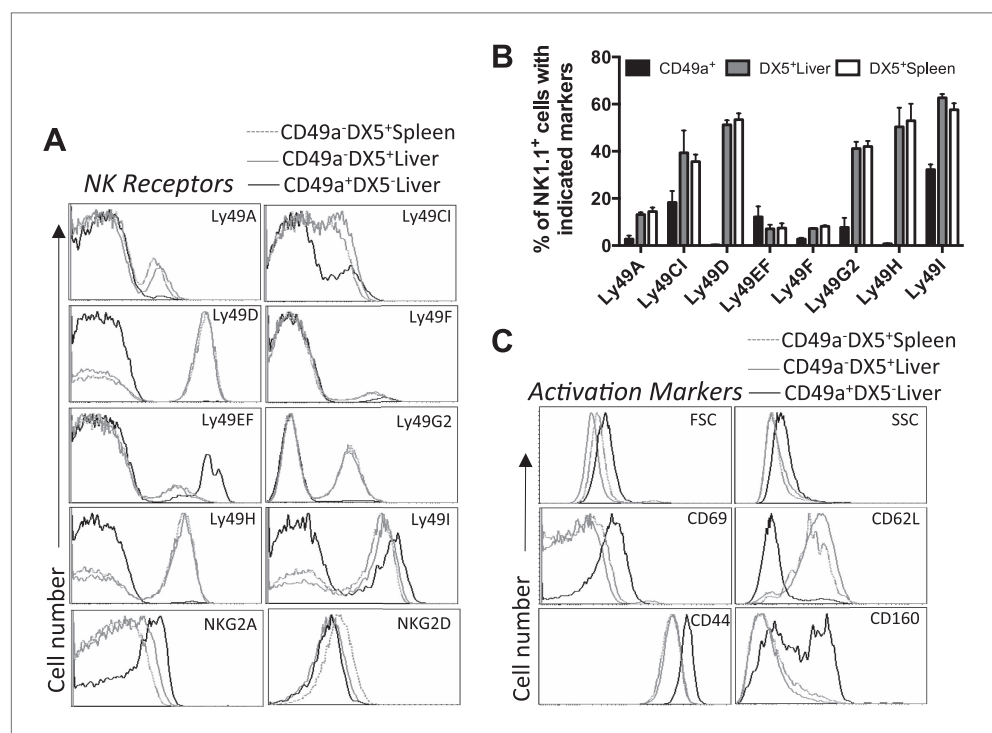 A
CD49a⁻DX5⁺Spleen
CD49a⁻DX5⁺Liver
CD49a⁺DX5⁻Liver
NK Receptors
Ly49A
Ly49CI
Ly49D
Ly49F
Ly49EF
Ly49G2
Ly49H
Ly49I
NKG2A
NKG2D
Cell number
B
% of NK1.1⁺ cells with
indicated markers
80
60
40
20
0
CD49a⁺
DX5⁺Liver
DX5⁺Spleen
Ly49A
Ly49CI
Ly49D
Ly49EF
Ly49F
Ly49G2
Ly49H
Ly49I
C
CD49a⁻DX5⁺Spleen
CD49a⁻DX5⁺Liver
CD49a⁺DX5⁻Liver
Activation Markers
FSC
SSC
CD69
CD62L
CD44
CD160
Cell number